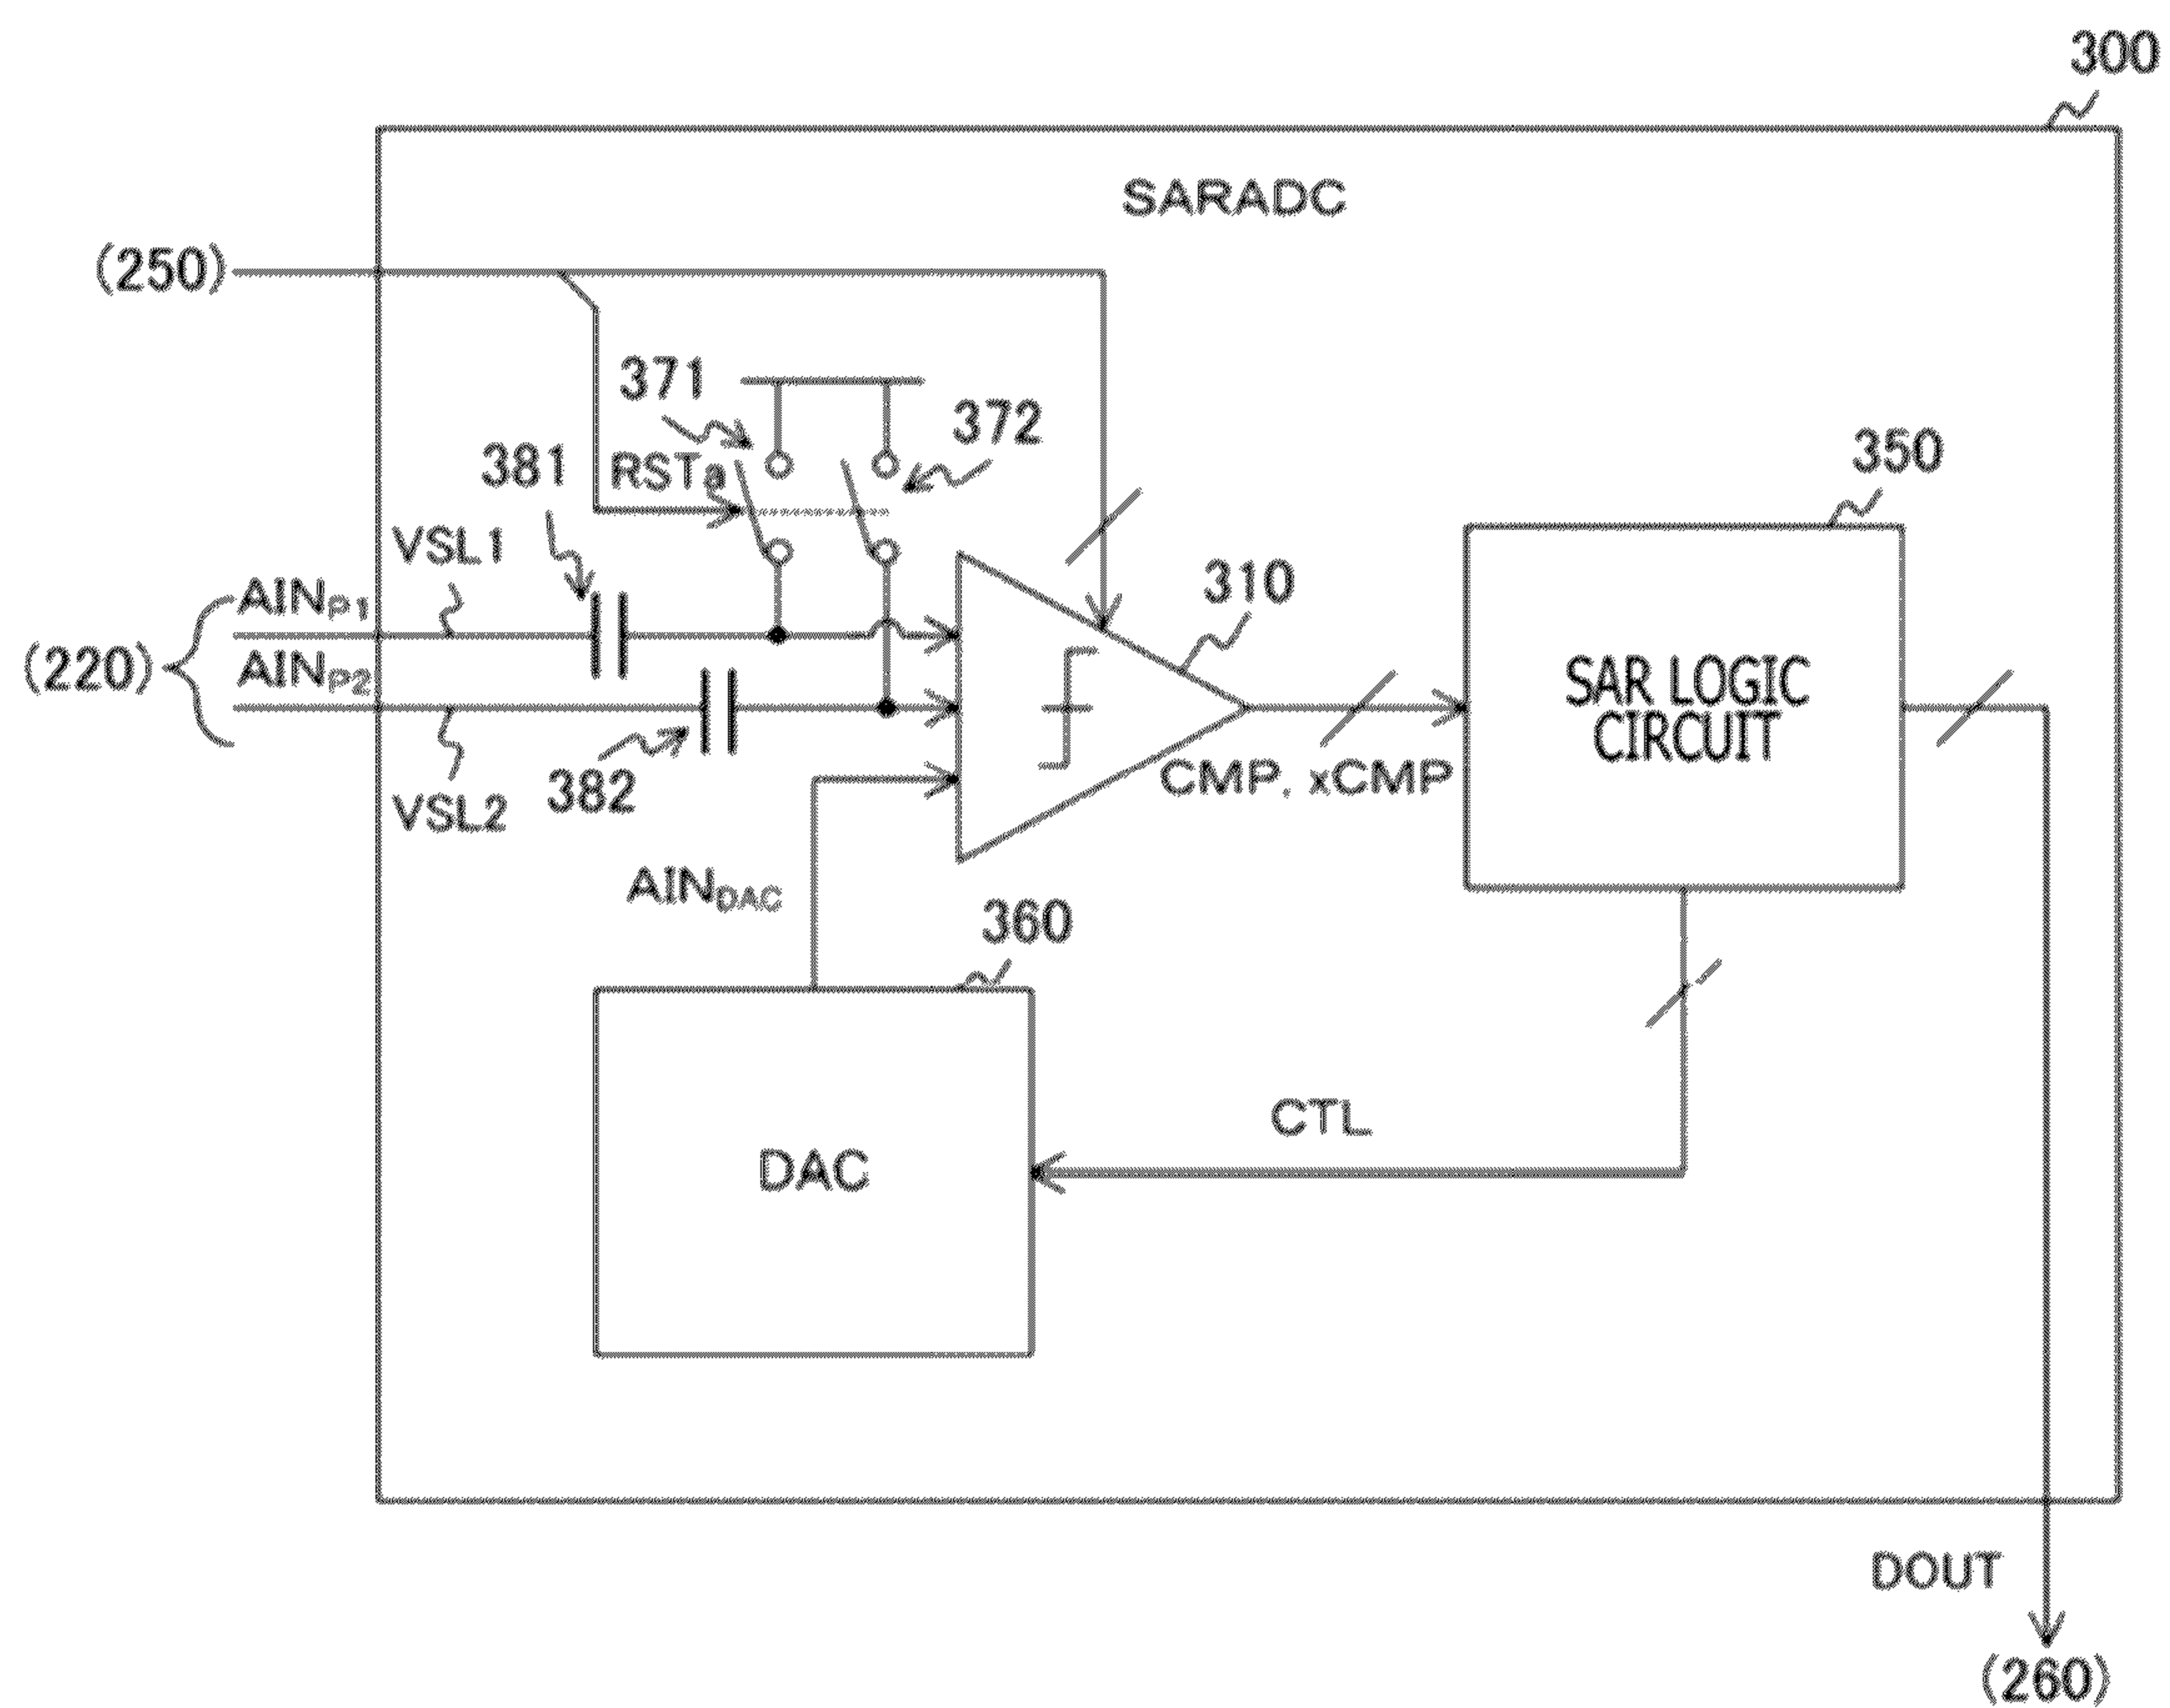 300
SARADC
(250)
371
372
381
RSTa
350
VSL1
310
AINP1
(220)
AINP2
SAR LOGIC
CIRCUIT
382
CMP, xCMP
VSL2
AINDAC
360
CTL
DAC
DOUT
(260)